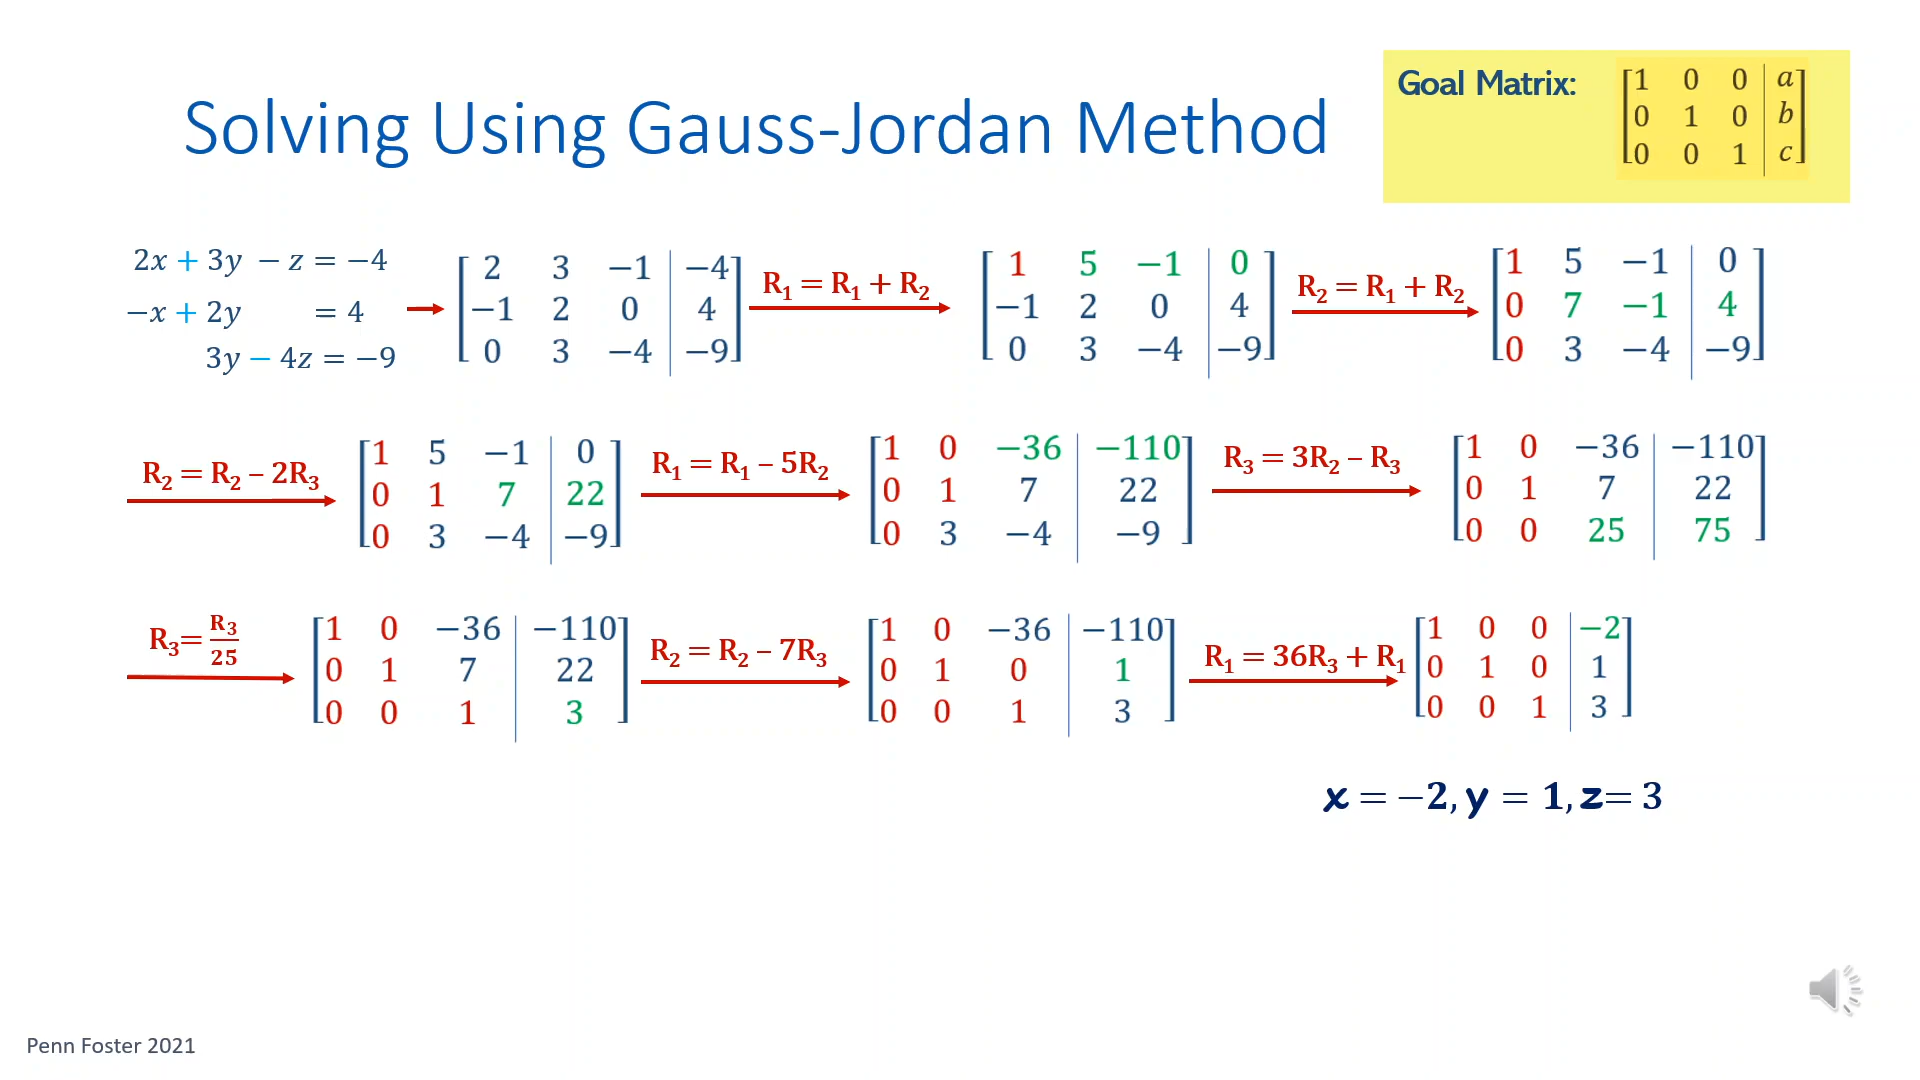 Solving Using Gauss-Jordan Method
Goal Matrix:
[1 0 0 | a]
[0 1 0 | b]
[0 0 1 | c]
2x + 3y − z = −4
−x + 2y = 4
3y − 4z = −9
[2 3 −1 | −4]
[−1 2 0 | 4]
[0 3 −4 | −9]
R₁ = R₁ + R₂
[1 5 −1 | 0]
[−1 2 0 | 4]
[0 3 −4 | −9]
R₂ = R₁ + R₂
[1 5 −1 | 0]
[0 7 −1 | 4]
[0 3 −4 | −9]
R₂ = R₂ – 2R₃
[1 5 −1 | 0]
[0 1 7 | 22]
[0 3 −4 | −9]
R₁ = R₁ – 5R₂
[1 0 −36 | −110]
[0 1 7 | 22]
[0 3 −4 | −9]
R₃ = 3R₂ – R₃
[1 0 −36 | −110]
[0 1 7 | 22]
[0 0 25 | 75]
R₃= R₃/25
[1 0 −36 | −110]
[0 1 7 | 22]
[0 0 1 | 3]
R₂ = R₂ – 7R₃
[1 0 −36 | −110]
[0 1 0 | 1]
[0 0 1 | 3]
R₁ = 36R₃ + R₁
[1 0 0 | −2]
[0 1 0 | 1]
[0 0 1 | 3]
x = −2, y = 1, z= 3
Penn Foster 2021